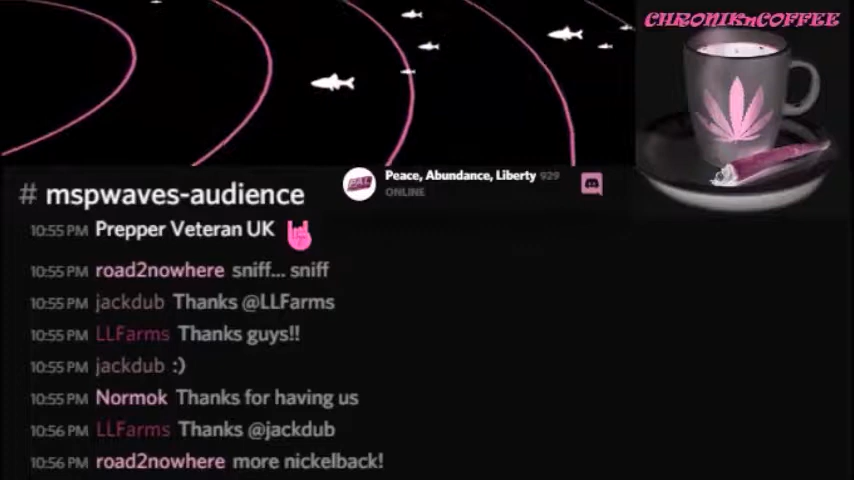 CHRONIKnCOFFEE
Peace, Abundance, Liberty 929
ONLINE
# mspwaves-audience
10:55 PM Prepper Veteran UK
10:55 PM road2nowhere sniff... sniff
10:55 PM jackdub Thanks @LLFarms
10:55 PM LLFarms Thanks guys!!
10:55 PM jackdub :)
10:55 PM Normok Thanks for having us
10:56 PM LLFarms Thanks @jackdub
10:56 PM road2nowhere more nickelback!